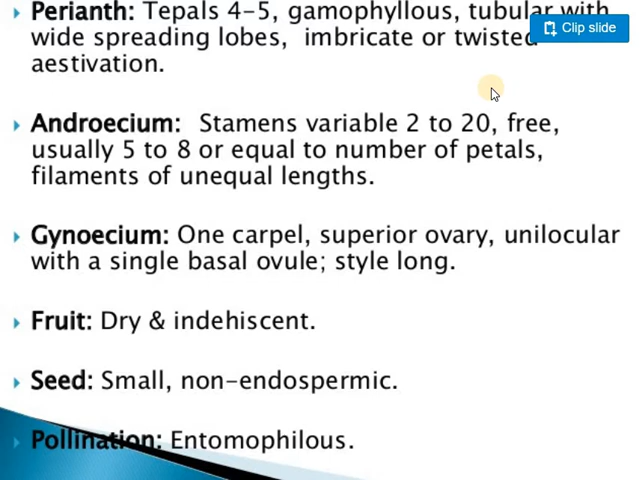 Perianth: Tepals 4-5, gamophyllous, tubular with
Clip slide
wide spreading lobes, imbricate or twisted
aestivation.
Androecium: Stamens variable 2 to 20, free,
usually 5 to 8 or equal to number of petals,
filaments of unequal lengths.
Gynoecium: One carpel, superior ovary, unilocular
with a single basal ovule; style long.
Fruit: Dry & indehiscent.
Seed: Small, non-endospermic.
Pollination: Entomophilous.